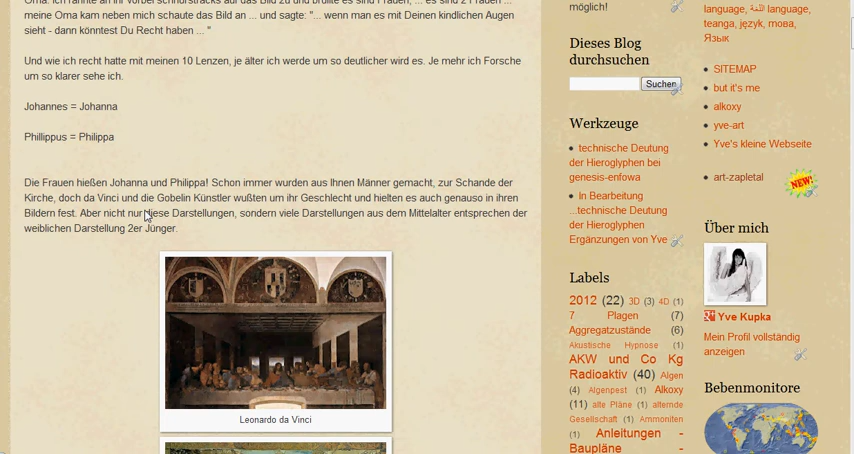 Oma. Ich rannte an ihr vorbei schnurstracks auf das Bild zu und brüllte es sind Frauen, ... es sind 2 Frauen ...
meine Oma kam neben mich schaute das Bild an ... und sagte: "... wenn man es mit Deinen kindlichen Augen
sieht - dann könntest Du Recht haben ... "
Und wie ich recht hatte mit meinen 10 Lenzen, je älter ich werde um so deutlicher wird es. Je mehr ich Forsche
um so klarer sehe ich.
Johannes = Johanna
Phillippus = Philippa
Die Frauen hießen Johanna und Philippa! Schon immer wurden aus Ihnen Männer gemacht, zur Schande der
Kirche, doch da Vinci und die Gobelin Künstler wußten um ihr Geschlecht und hielten es auch genauso in ihren
Bildern fest. Aber nicht nur diese Darstellungen, sondern viele Darstellungen aus dem Mittelalter entsprechen der
weiblichen Darstellung 2er Jünger.
Leonardo da Vinci
möglich!
Dieses Blog
durchsuchen
Suchen
Werkzeuge
technische Deutung
der Hieroglyphen bei
genesis-enfowa
In Bearbeitung
...technische Deutung
der Hieroglyphen
Ergänzungen von Yve
Labels
2012 (22) 3D (3) 4D (1)
7 Plagen (7)
Aggregatzustände (6)
Akustische Hypnose (1)
AKW und Co Kg
Radioaktiv (40) Algen
(4) Algenpest (1) Alkoxy
(11) alte Pläne (1) alternde
Gesellschaft (1) Ammoniten
(1) Anleitungen -
Baupläne -
language, اللغة language,
teanga, język, мова,
Язык
SITEMAP
but it's me
alkoxy
yve-art
Yve's kleine Webseite
art-zapletal
NEW!
Über mich
Yve Kupka
Mein Profil vollständig
anzeigen
Bebenmonitore